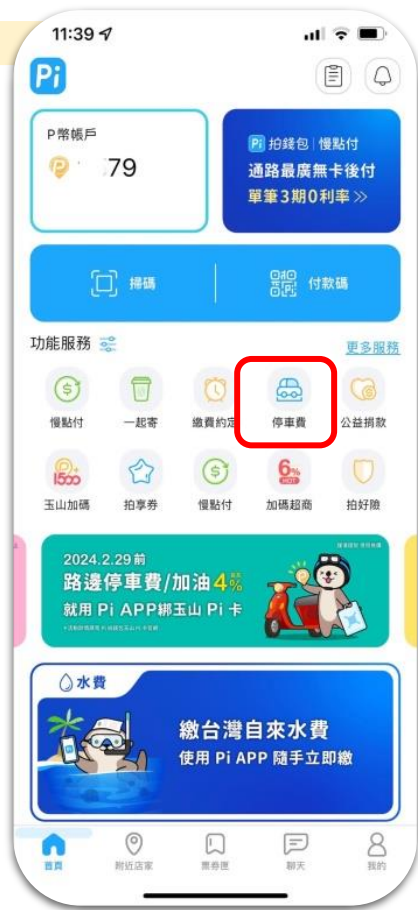 11:39
Pi
P幣帳戶
79
Pi 拍錢包 | 慢點付
通路最廣無卡後付
單筆3期0利率 >>
掃碼
付款碼
功能服務
更多服務
慢點付
一起寄
繳費約定
停車費
公益捐款
玉山加碼
拍享券
慢點付
加碼超商
拍好險
1500
6%
HOT
2024.2.29前
路邊停車費/加油4%
就用 Pi APP綁玉山 Pi 卡
水費
繳台灣自來水費
使用 Pi APP 隨手立即繳
首頁
附近店家
票券匣
聊天
我的